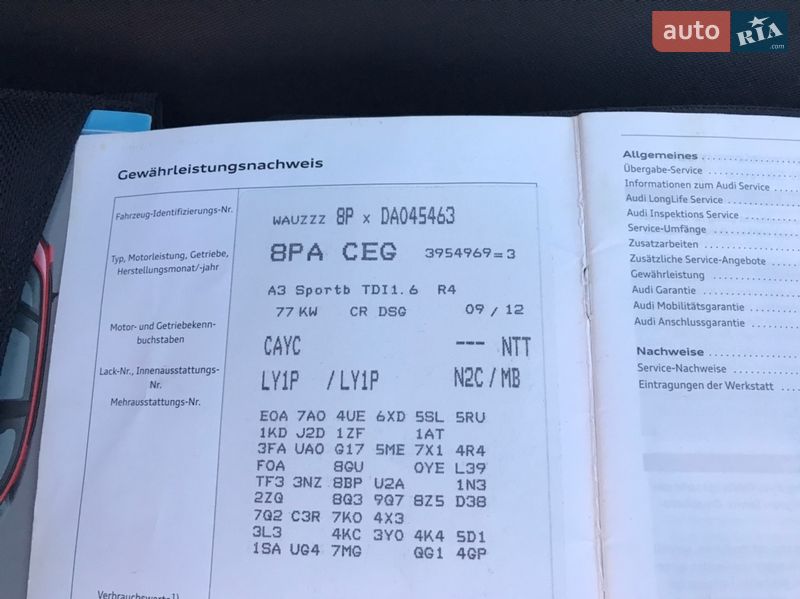 auto RIA .com
Gewährleistungsnachweis
Fahrzeug-Identifizierungs-Nr.
WAUZZZ 8P x DA045463
8PA CEG 3954969=3
Typ, Motorleistung, Getriebe,
Herstellungsmonat/-jahr
A3 Sportb TDI1.6 R4
77 KW CR DSG 09 / 12
Motor- und Getriebekenn-
buchstaben
CAYC --- NTT
Lack-Nr., Innenausstattungs-
Nr.
LY1P /LY1P N2C / MB
Mehrausstattungs-Nr.
E0A 7A0 4UE 6XD 5SL 5RU
1KD J2D 1ZF 1AT
3FA UA0 G17 5ME 7X1 4R4
F0A 8GU 0YE L39
TF3 3NZ 8BP U2A 1N3
2ZQ 8Q3 9Q7 8Z5 D38
7Q2 C3R 7K0 4X3
3L3 4KC 3Y0 4K4 5D1
1SA UG4 7MG QG1 4GP
Verbrauchswerte1)
Allgemeines
Übergabe-Service
Informationen zum Audi Service
Audi LongLife Service
Audi Inspektions Service
Service-Umfänge
Zusatzarbeiten
Zusätzliche Service-Angebote
Gewährleistung
Audi Garantie
Audi Mobilitätsgarantie
Audi Anschlussgarantie
Nachweise
Service-Nachweise
Eintragungen der Werkstatt